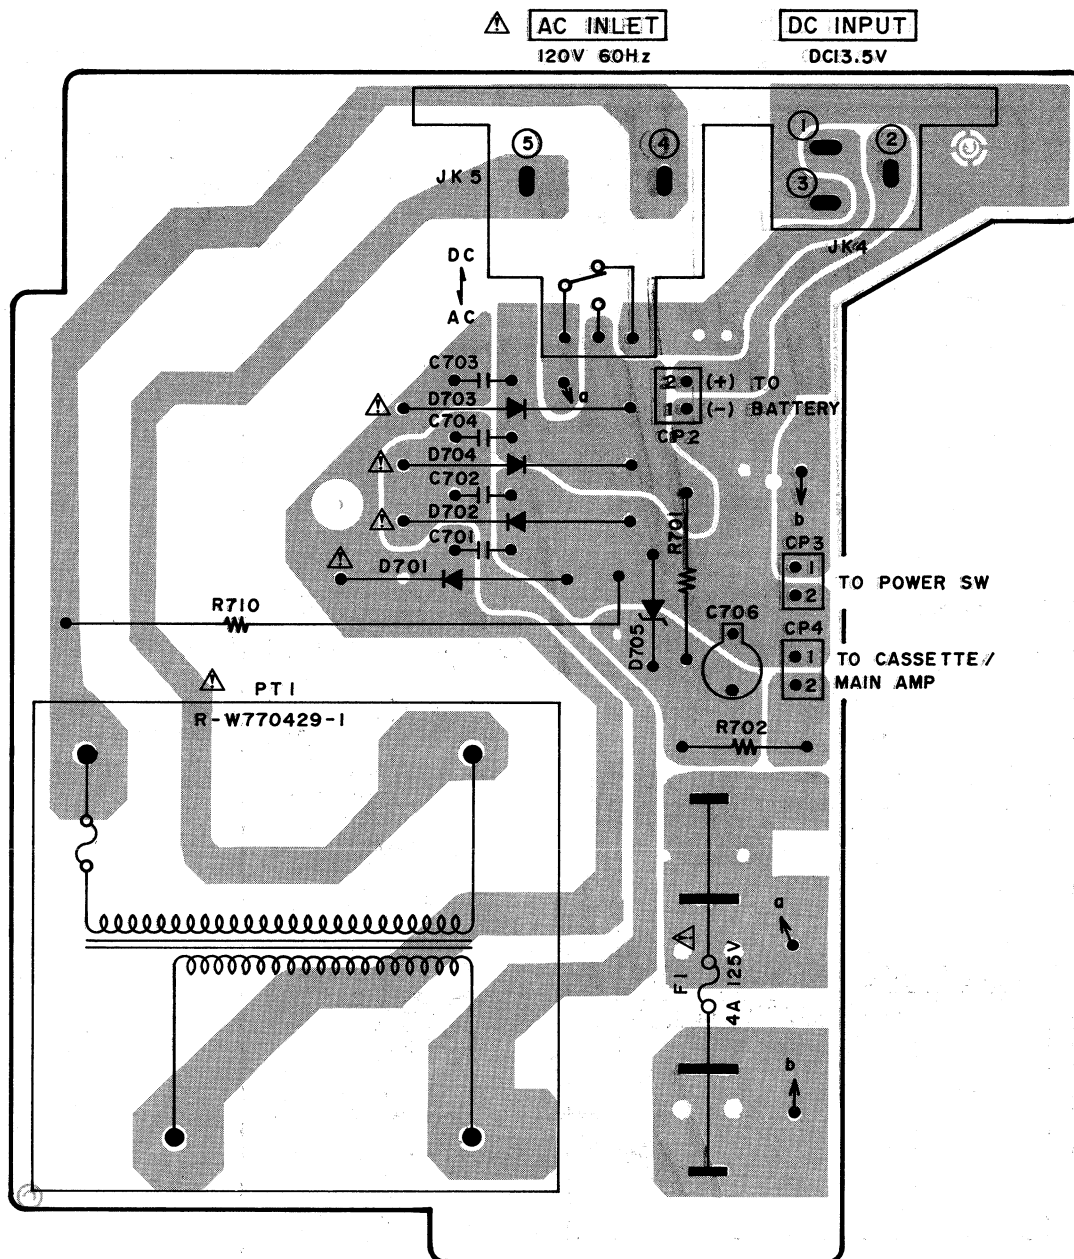 ⚠ AC INLET
DC INPUT
120V 60Hz
DC13.5V
1
5
4
2
JK5
3
JK4
DC
AC
C703
2 (+) TO
a
D703
1 (-) BATTERY
C704
CP2
D704
C702
D702
R701
b
C701
CP3
D701
1
TO POWER SW
2
R710
C706
D705
CP4
1 TO CASSETTE/
2 MAIN AMP
PT1
R-W770429-1
R702
a
F1
4A 125V
b